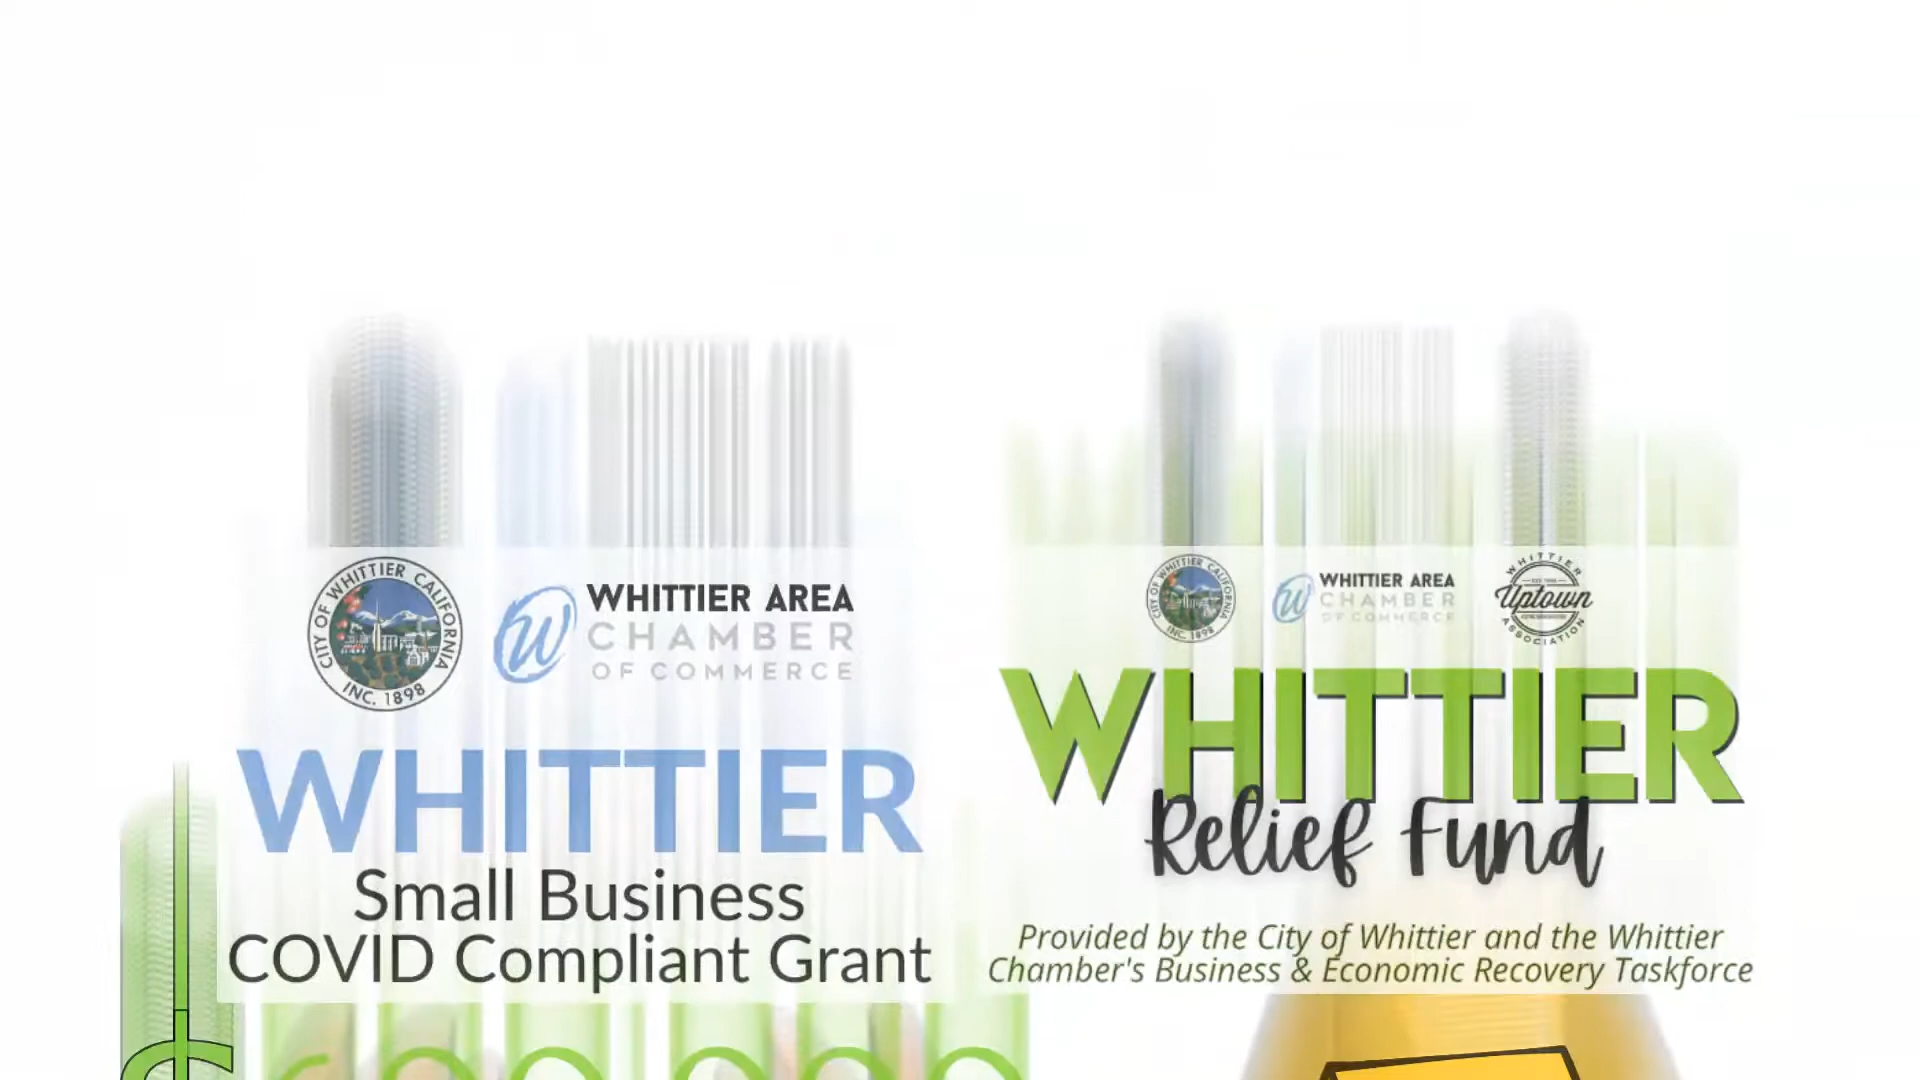 CITY OF WHITTIER CALIFORNIA
INC. 1898
W
WHITTIER AREA
CHAMBER
OF COMMERCE
WHITTIER
Small Business
COVID Compliant Grant
CITY OF WHITTIER CALIFORNIA
INC. 1898
W
WHITTIER AREA
CHAMBER
OF COMMERCE
WHITTIER
Uptown
ASSOCIATION
WHITTIER
Relief Fund
Provided by the City of Whittier and the Whittier
Chamber's Business & Economic Recovery Taskforce